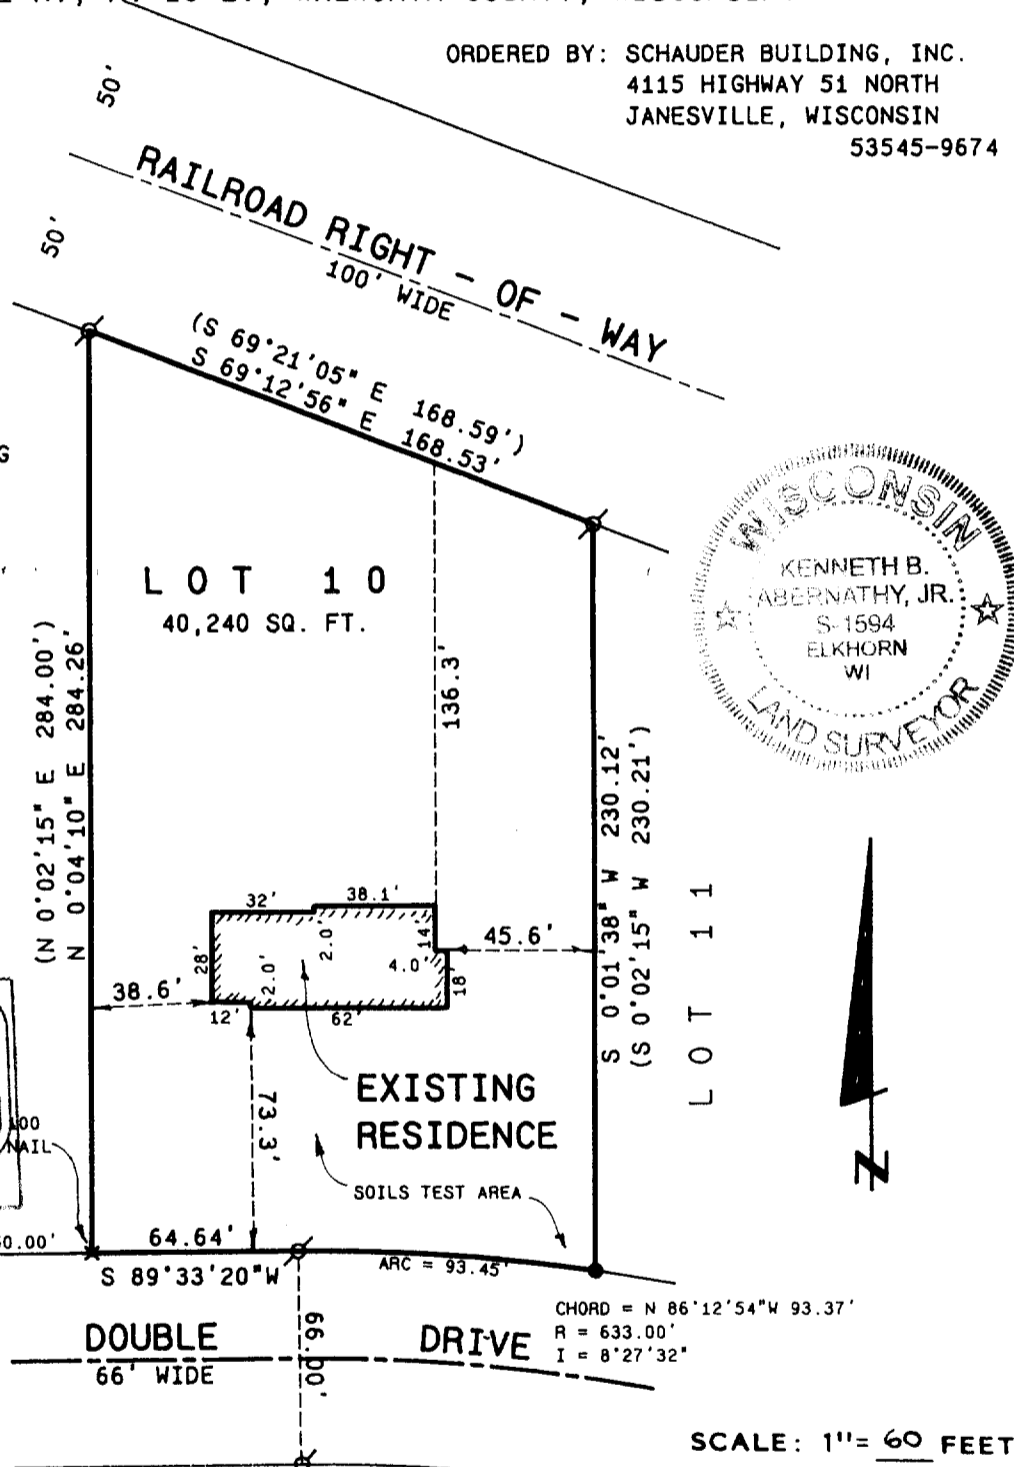 ORDERED BY: SCHAUDER BUILDING, INC.
4115 HIGHWAY 51 NORTH
JANESVILLE, WISCONSIN
53545-9674
50'
50'
RAILROAD RIGHT - OF - WAY
100' WIDE
(S 69°21'05" E 168.59')
S 69°12'56" E 168.53'
G
LOT 10
40,240 SQ. FT.
WISCONSIN
KENNETH B.
ABERNATHY, JR.
S-1594
ELKHORN
WI
LAND SURVEYOR
(N 0°02'15" E 284.00')
N 0°04'10" E 284.26'
136.3'
S 0°01'38" W 230.12'
(S 0°02'15" W 230.21')
LOT 11
32'
38.1'
28'
2.0'
14'
45.6'
4.0'
2.0'
18'
38.6'
12'
62'
73.3'
EXISTING
RESIDENCE
NAIL
SOILS TEST AREA
0.00'
64.64'
S 89°33'20"W
ARC = 93.45'
CHORD = N 86°12'54"W 93.37'
R = 633.00'
I = 8°27'32"
DOUBLE DRIVE
66' WIDE
66.00'
N
SCALE: 1"= 60 FEET